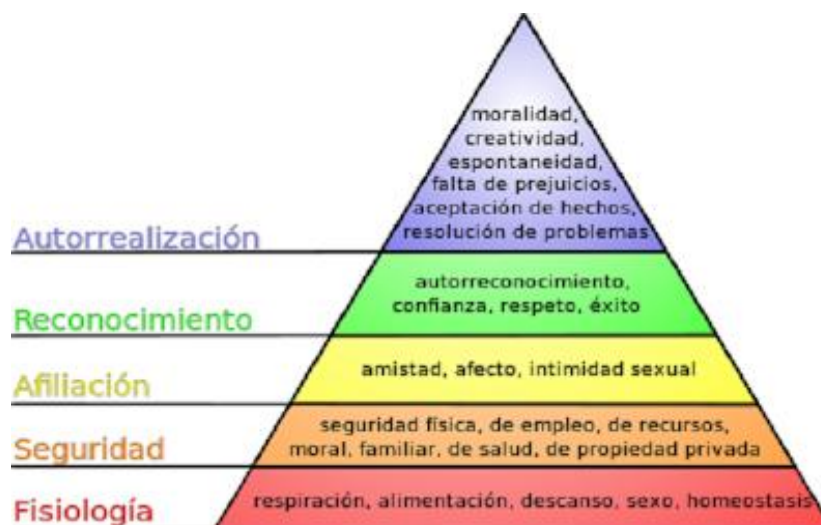 moralidad,
creatividad,
espontaneidad,
falta de prejuicios,
aceptación de hechos,
resolución de problemas
Autorrealización
autorreconocimiento,
confianza, respeto, éxito
Reconocimiento
amistad, afecto, intimidad sexual
Afiliación
seguridad física, de empleo, de recursos,
moral, familiar, de salud, de propiedad privada
Seguridad
respiración, alimentación, descanso, sexo, homeostasis
Fisiología